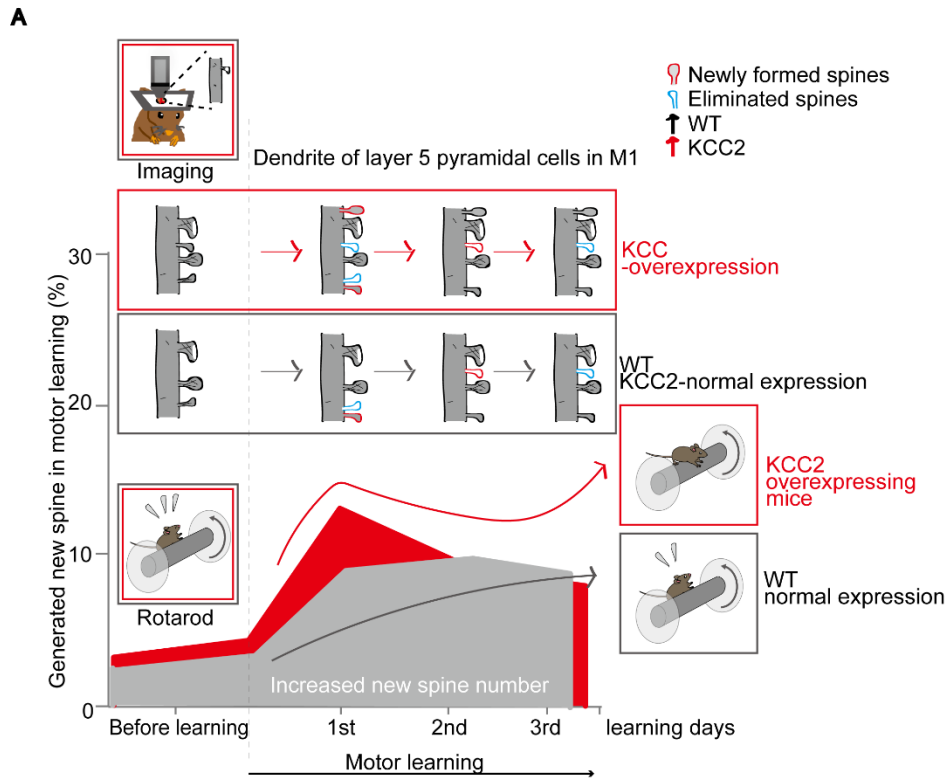 A
Imaging
Newly formed spines
Eliminated spines
WT
KCC2
Dendrite of layer 5 pyramidal cells in M1
KCC
-overexpression
WT
KCC2-normal expression
KCC2
overexpressing
mice
WT
normal expression
Rotarod
Generated new spine in motor learning (%)
30
20
10
0
Increased new spine number
Before learning
1st
2nd
3rd
learning days
Motor learning